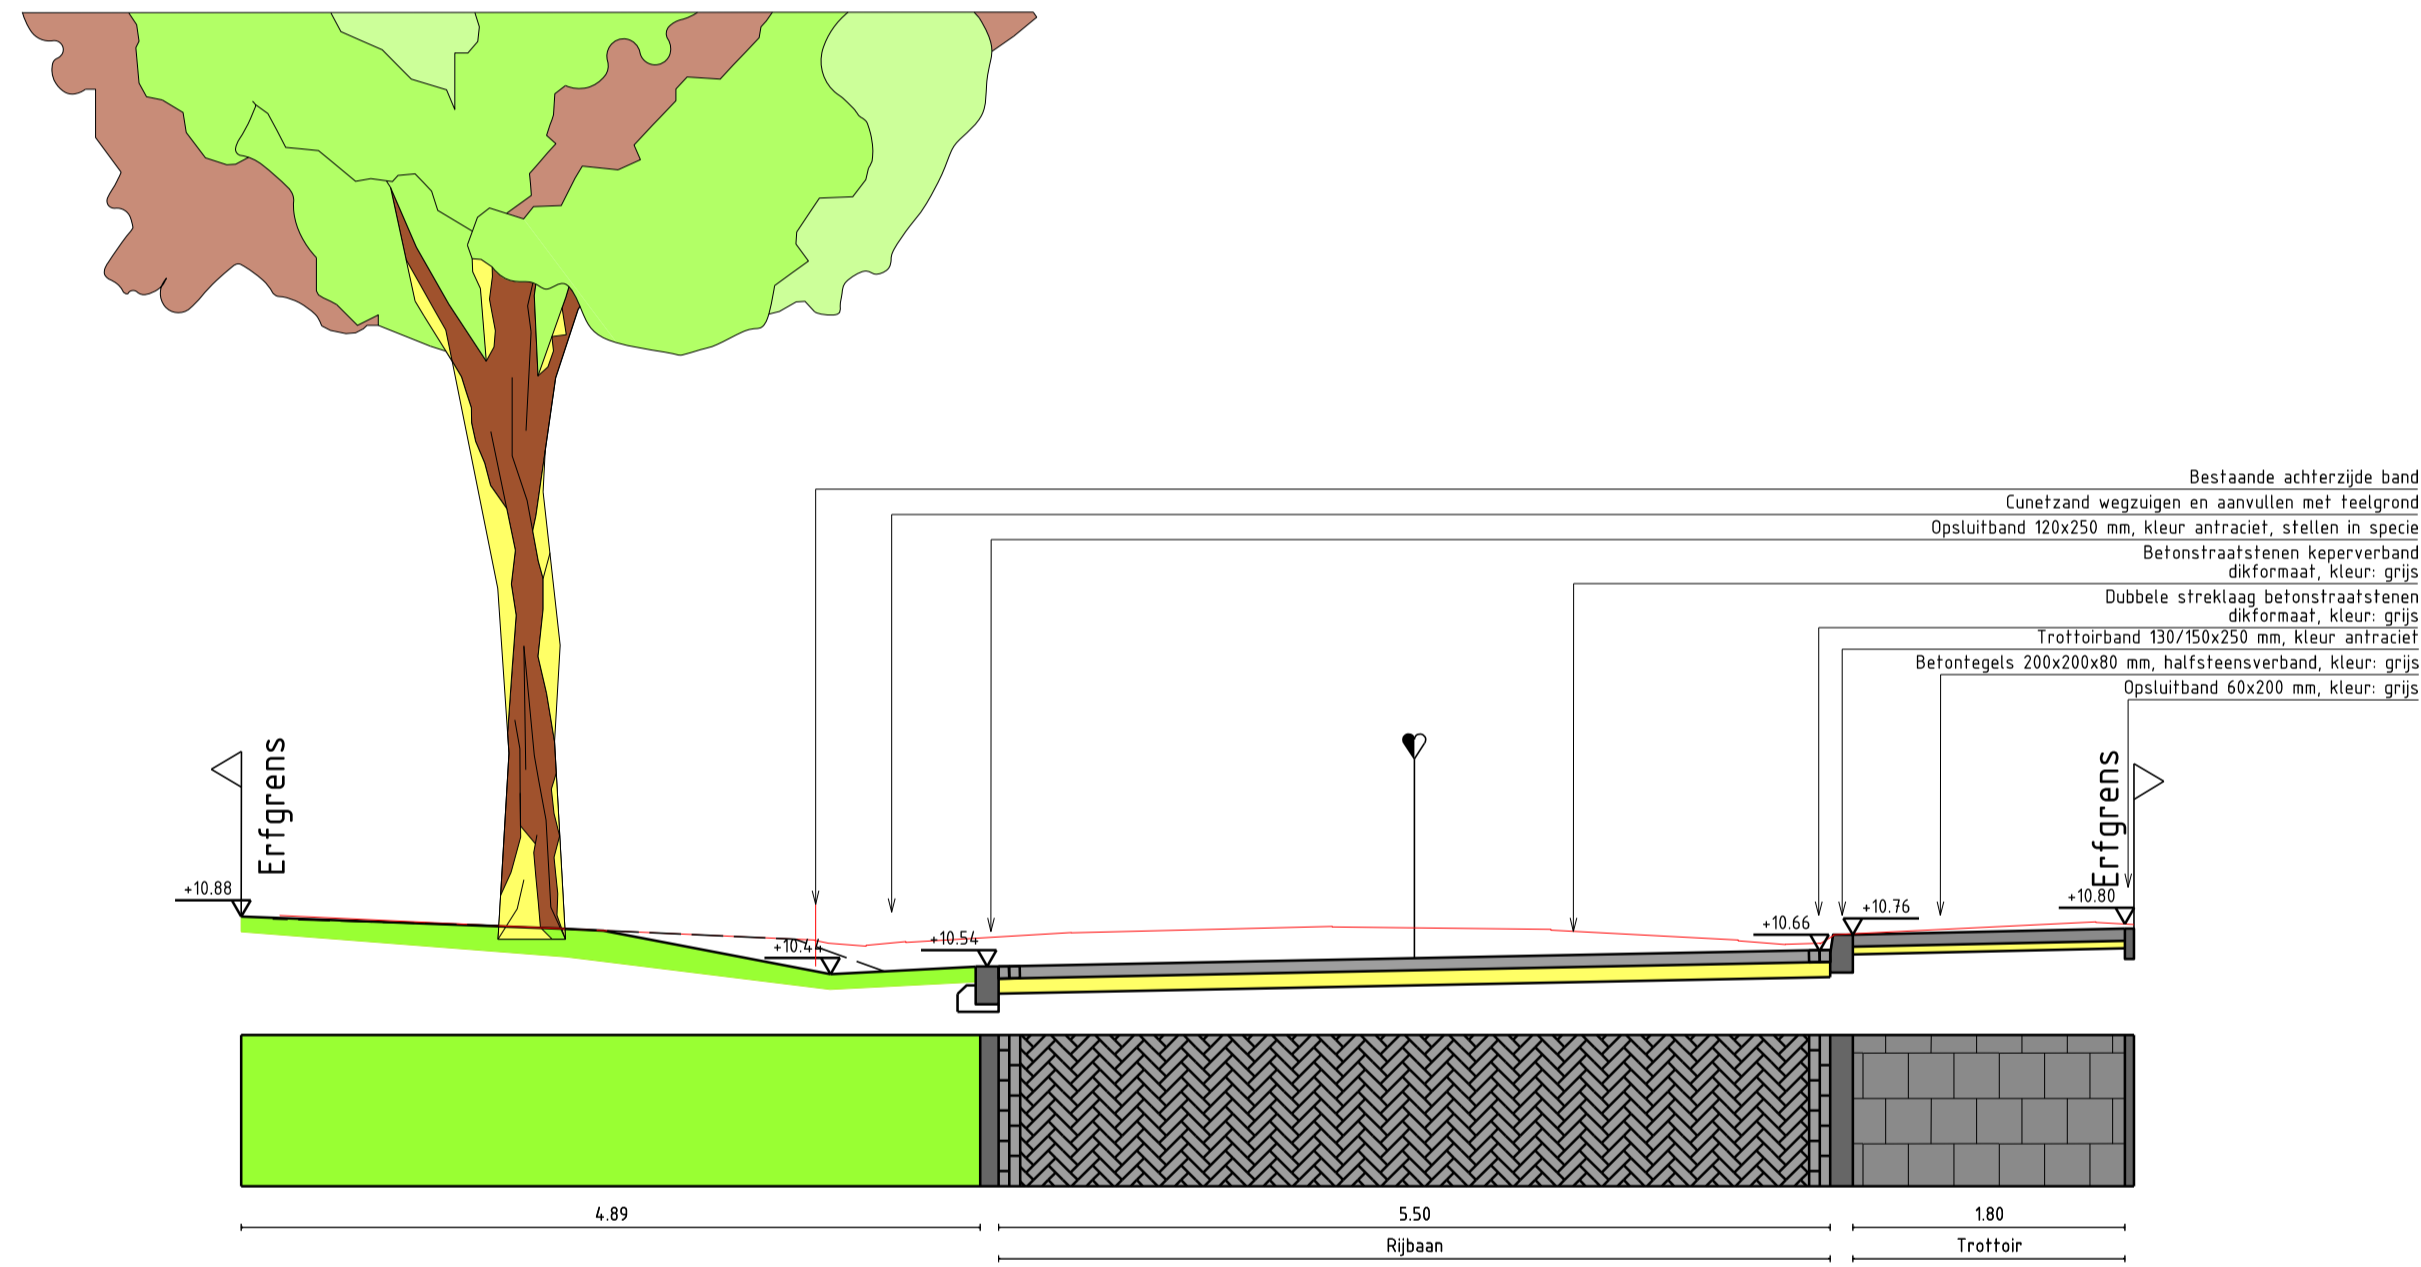 Bestaande achterzijde band
Cunetzand wegzuigen en aanvullen met teelgrond
Opsluitband 120x250 mm, kleur antraciet, stellen in specie
Betonstraatstenen keperverband
dikformaat, kleur: grijs
Dubbele streklaag betonstraatstenen
dikformaat, kleur: grijs
Trottoirband 130/150x250 mm, kleur antraciet
Betontegels 200x200x80 mm, halfsteensverband, kleur: grijs
Opsluitband 60x200 mm, kleur: grijs
Erfgrens
Erfgrens
+10.88
+10.44
+10.54
+10.66
+10.76
+10.80
4.89
5.50
1.80
Rijbaan
Trottoir